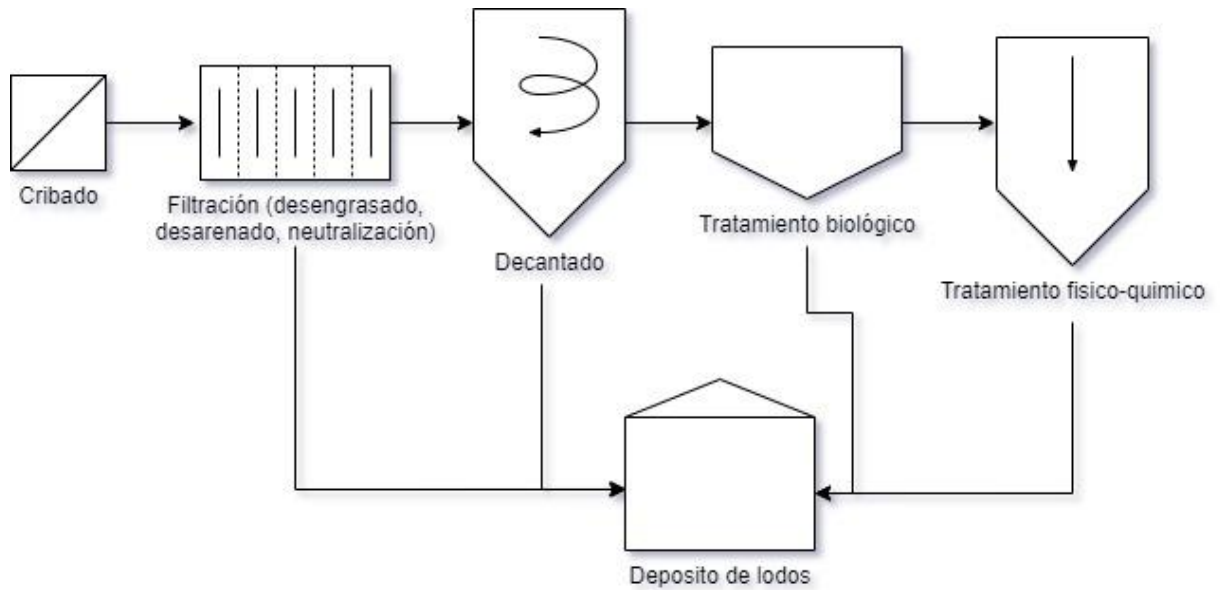 Cribado
Filtración (desengrasado,
desarenado, neutralización)
Decantado
Tratamiento biológico
Tratamiento fisico-quimico
Deposito de lodos